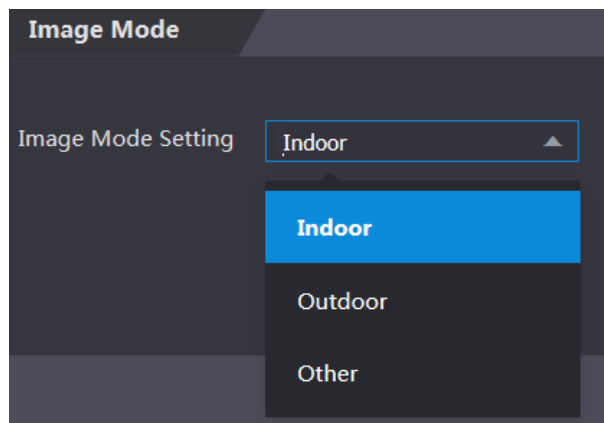 Image Mode
Image Mode Setting Indoor
Indoor
Outdoor
Other